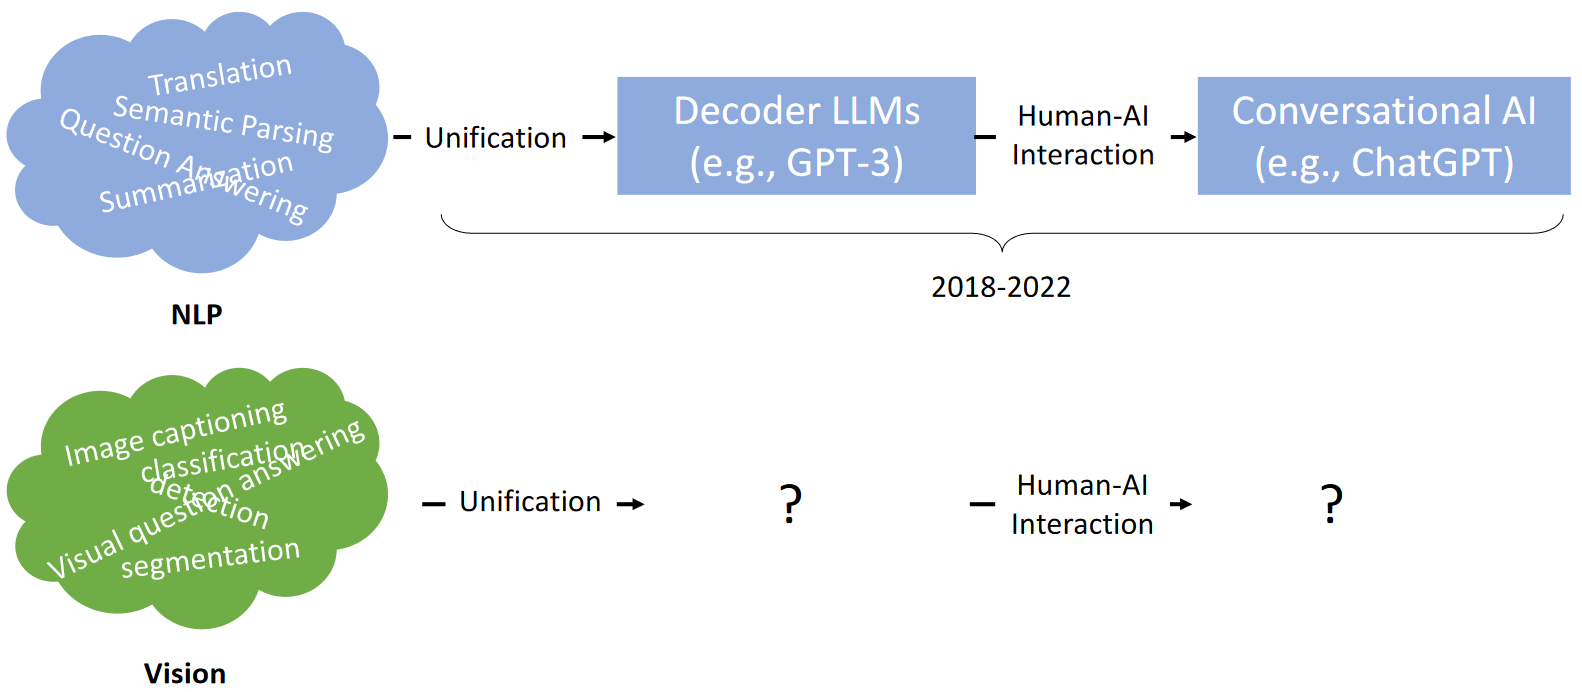 Translation
Semantic Parsing
Question Answering
Summarization
NLP
Unification
Decoder LLMs
(e.g., GPT-3)
Human-AI
Interaction
Conversational AI
(e.g., ChatGPT)
2018-2022
Image captioning
classification
detection
Visual question answering
segmentation
Vision
Unification
?
Human-AI
Interaction
?